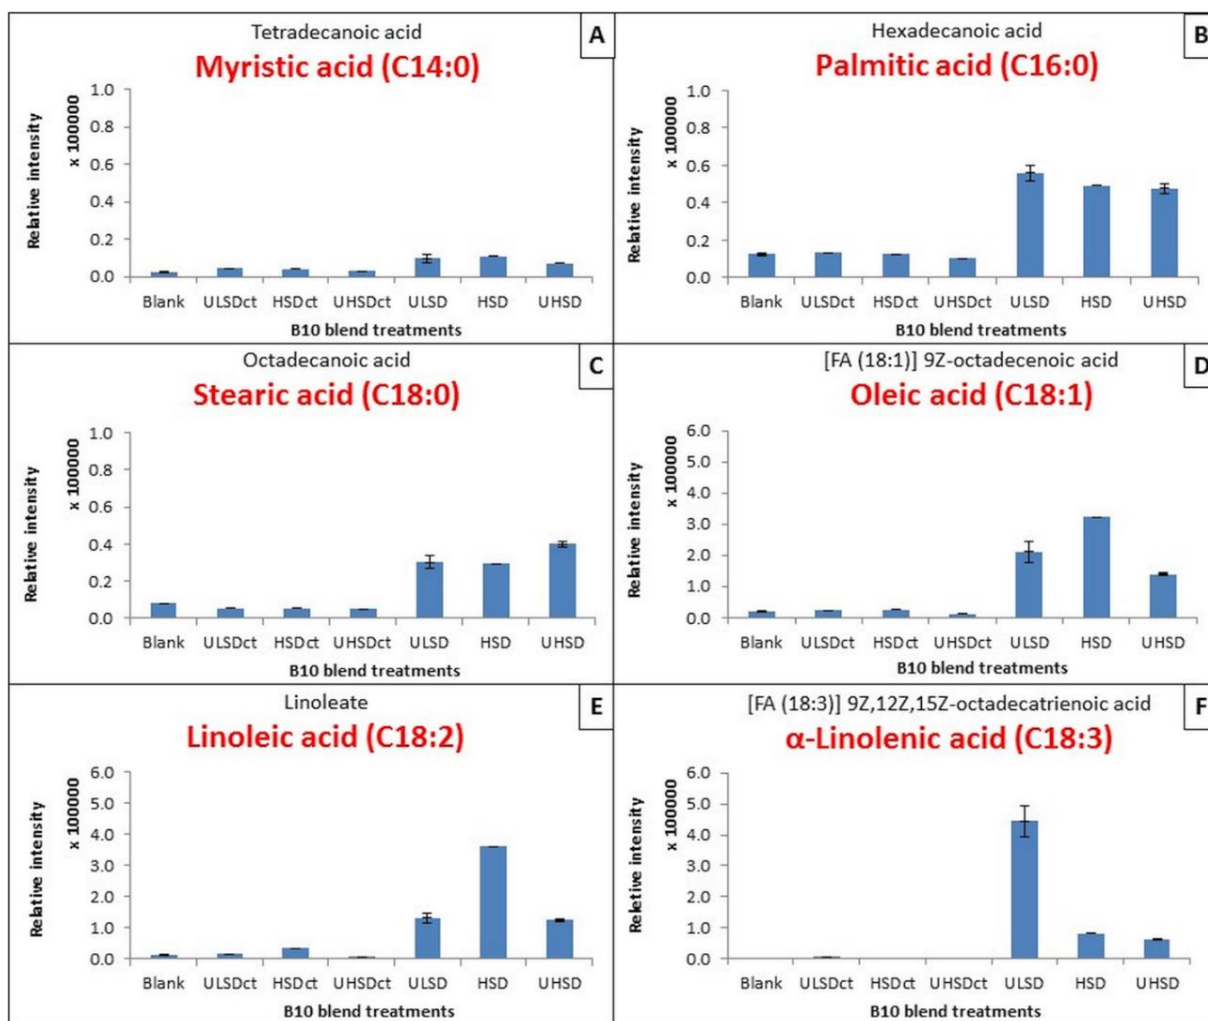 Tetradecanoic acid
A
Myristic acid (C14:0)
Relative intensity
x 100000
1.0
0.8
0.6
0.4
0.2
0.0
Blank ULSDct HSDct UHSDct ULSD HSD UHSD
B10 blend treatments
Hexadecanoic acid
B
Palmitic acid (C16:0)
Relative intensity
x 100000
1.0
0.8
0.6
0.4
0.2
0.0
Blank ULSDct HSDct UHSDct ULSD HSD UHSD
B10 blend treatments
Octadecanoic acid
C
Stearic acid (C18:0)
Relative intensity
x 100000
1.0
0.8
0.6
0.4
0.2
0.0
Blank ULSDct HSDct UHSDct ULSD HSD UHSD
B10 blend treatments
[FA (18:1)] 9Z-octadecenoic acid
D
Oleic acid (C18:1)
Relative intensity
x 100000
6.0
5.0
4.0
3.0
2.0
1.0
0.0
Blank ULSDct HSDct UHSDct ULSD HSD UHSD
B10 blend treatments
Linoleate
E
Linoleic acid (C18:2)
Relative intensity
x 100000
6.0
5.0
4.0
3.0
2.0
1.0
0.0
Blank ULSDct HSDct UHSDct ULSD HSD UHSD
B10 blend treatments
[FA (18:3)] 9Z,12Z,15Z-octadecatrienoic acid
F
α-Linolenic acid (C18:3)
Reletive intensity
x 100000
6.0
5.0
4.0
3.0
2.0
1.0
0.0
Blank ULSDct HSDct UHSDct ULSD HSD UHSD
B10 blend treatments